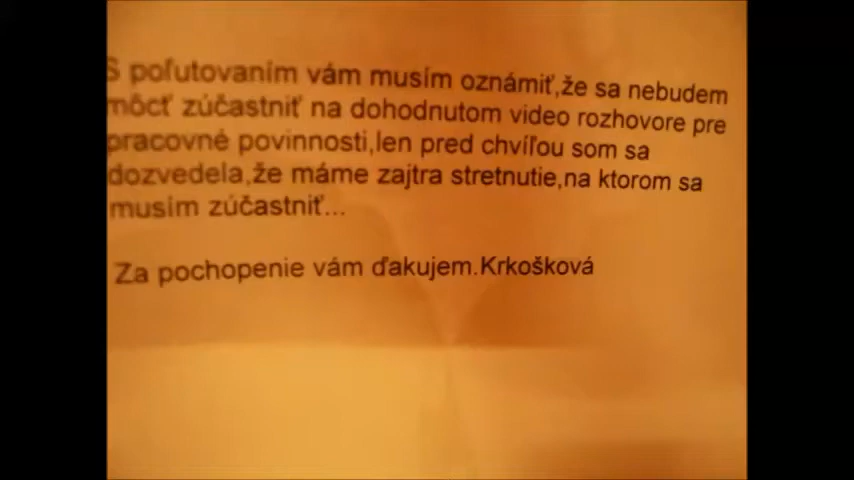 S poľutovaním vám musím oznámiť,že sa nebudem
môcť zúčastniť na dohodnutom video rozhovore pre
pracovné povinnosti,len pred chvíľou som sa
dozvedela,že máme zajtra stretnutie,na ktorom sa
musím zúčastniť...
Za pochopenie vám ďakujem.Krkošková